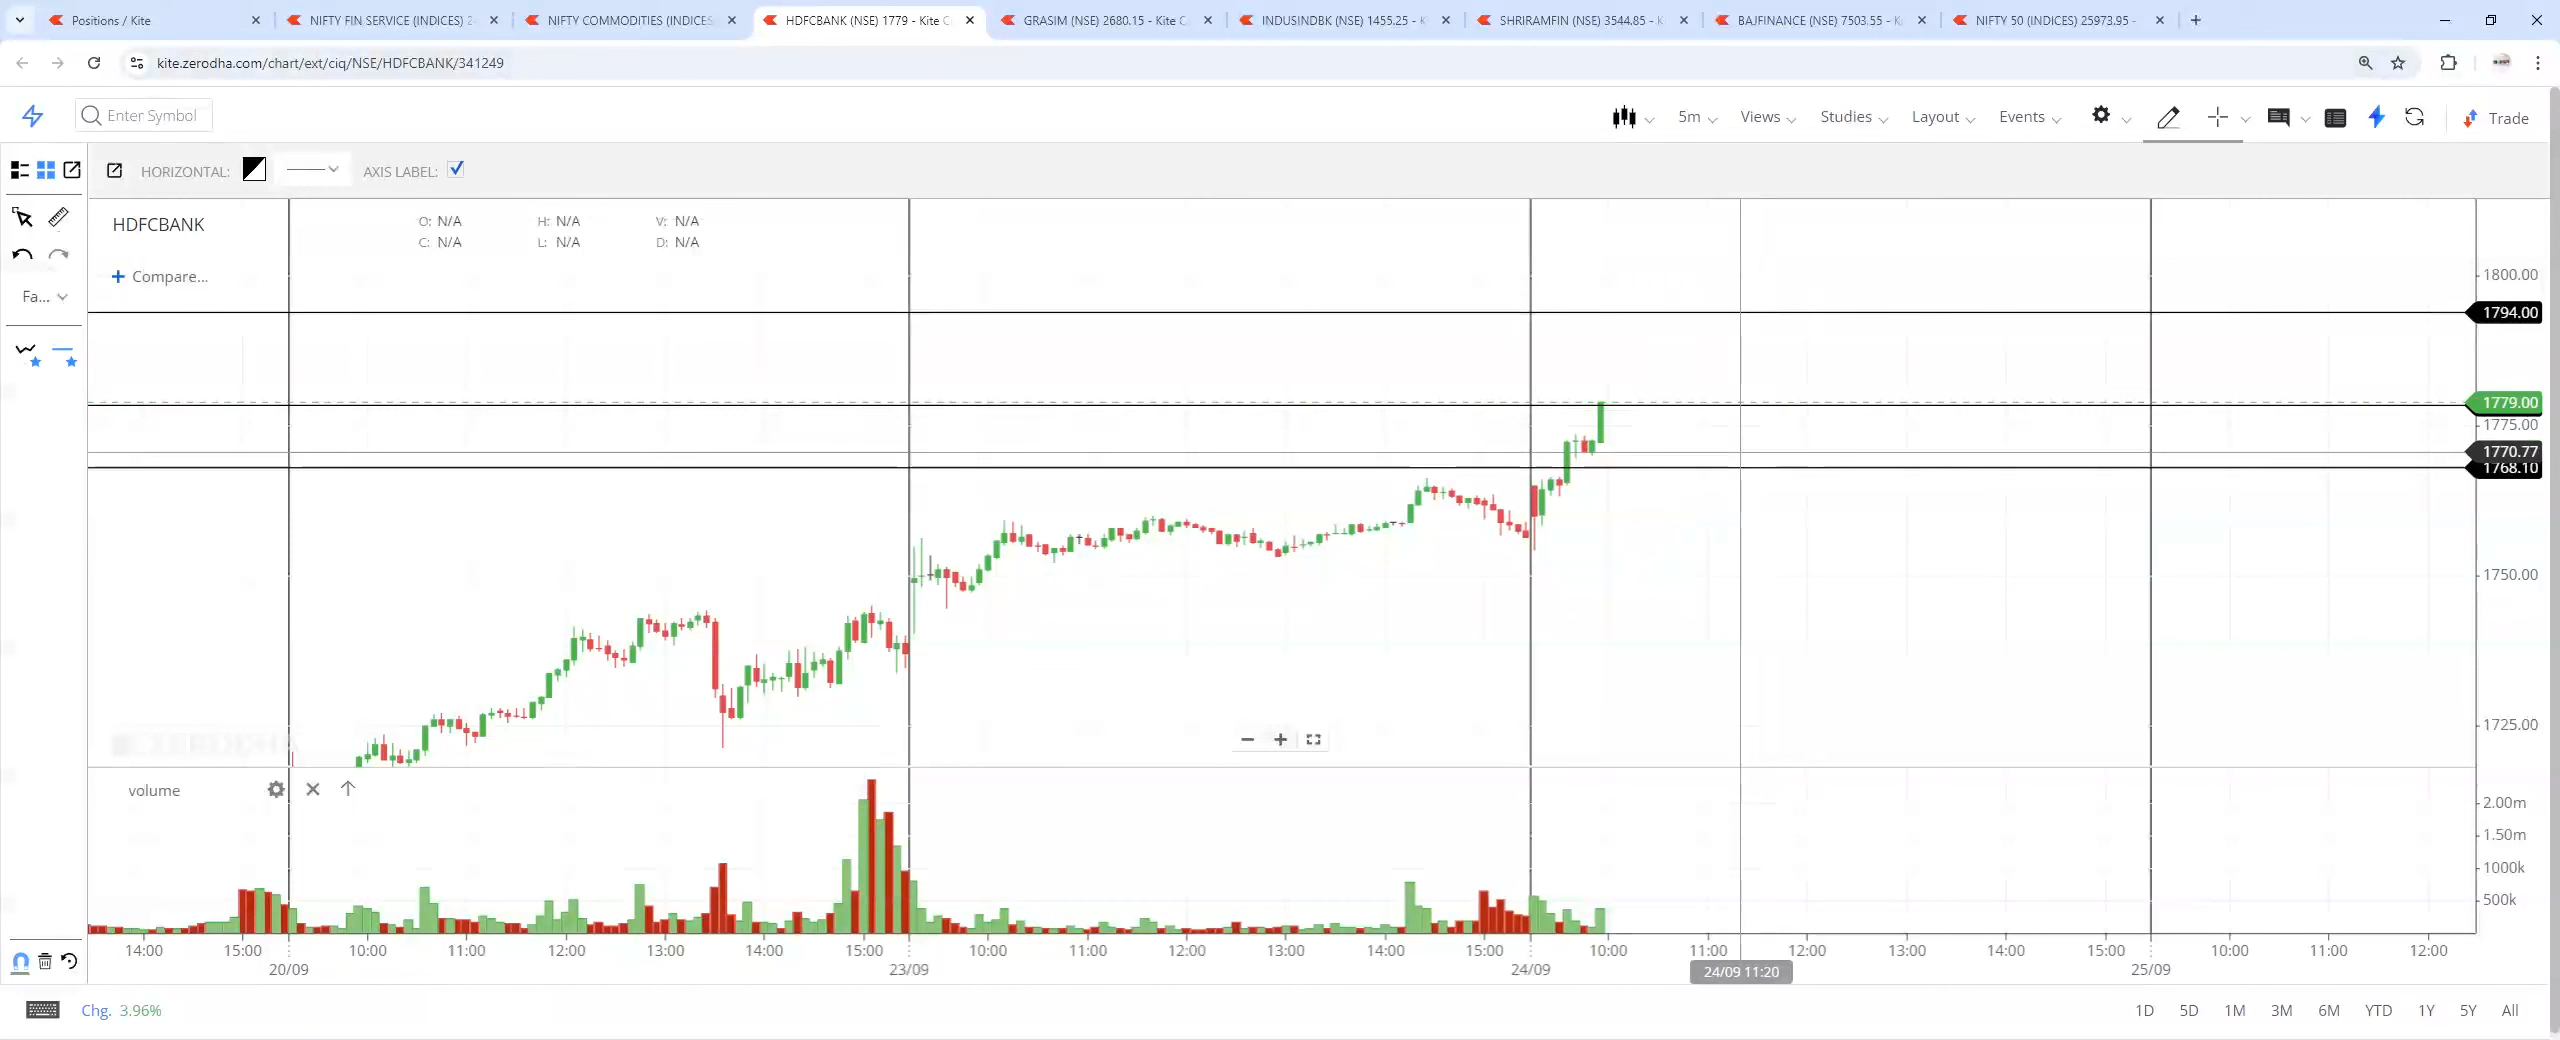 Positions / Kite
NIFTY FIN SERVICE (INDICES) 2
NIFTY COMMODITIES (INDICES
HDFCBANK (NSE) 1779 - Kite C
GRASIM (NSE) 2680.15 - Kite C
INDUSINDBK (NSE) 1455.25 - K
SHRIRAMFIN (NSE) 3544.85 - K
BAJFINANCE (NSE) 7503.55 - K
NIFTY 50 (INDICES) 25973.95 -
kite.zerodha.com/chart/ext/ciq/NSE/HDFCBANK/341249
Enter Symbol
5m
Views
Studies
Layout
Events
Trade
HORIZONTAL:
AXIS LABEL:
HDFCBANK
O: N/A H: N/A V: N/A
C: N/A L: N/A D: N/A
+ Compare...
Fa...
1800.00
1794.00
1779.00
1775.00
1770.77
1768.10
1750.00
1725.00
ZERODHA
volume
2.00m
1.50m
1000k
500k
14:00 15:00 10:00 11:00 12:00 13:00 14:00 15:00 10:00 11:00 12:00 13:00 14:00 15:00 10:00 11:00 12:00 13:00 14:00 15:00 10:00 11:00 12:00
20/09 23/09 24/09 24/09 11:20 25/09
Chg. 3.96%
1D 5D 1M 3M 6M YTD 1Y 5Y All